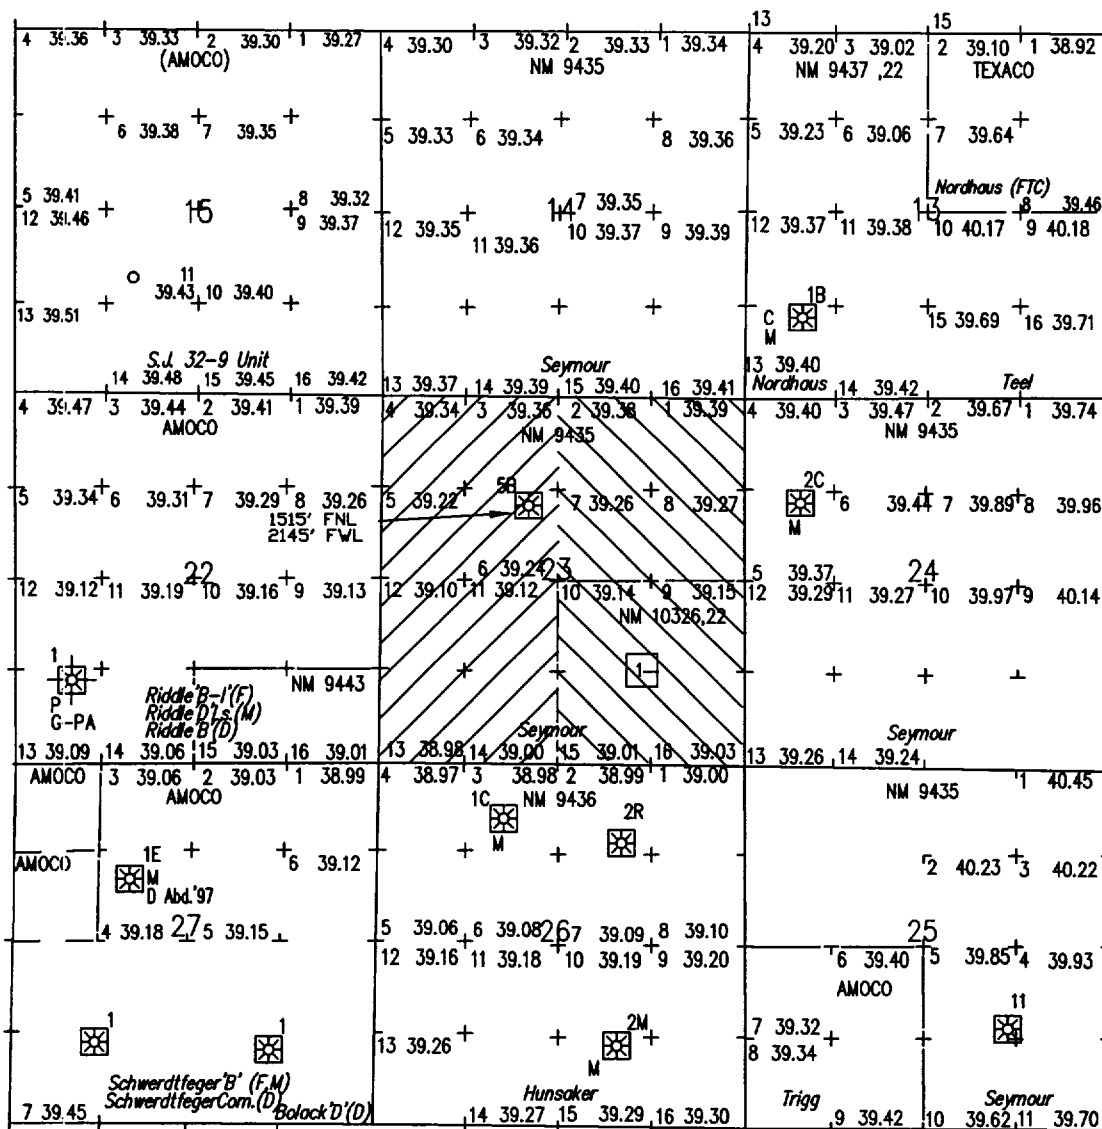 13 15
4 39.36 3 39.33 2 39.30 1 39.27 4 39.30 3 39.32 2 39.33 1 39.34 4 39.20 3 39.02 2 39.10 1 38.92
(AMOCO) NM 9435 NM 9437 ,22 TEXACO
6 39.38 7 39.35 5 39.33 6 39.34 8 39.36 5 39.23 6 39.06 7 39.64
Nordhaus (FTC)
5 39.41 8 39.32 7 39.35 8 39.46
15 14 13
12 39.46 9 39.37 12 39.35 11 39.36 10 39.37 9 39.39 12 39.37 11 39.38 10 40.17 9 40.18
11
39.43 10 39.40 1B
13 39.51 C 15 39.69 16 39.71
M
S.J. 32-9 Unit Seymour 13 39.40
14 39.48 15 39.45 16 39.42 13 39.37 14 39.39 15 39.40 16 39.41 Nordhaus 14 39.42 Teel
4 39.47 3 39.44 2 39.41 1 39.39 4 39.34 3 39.36 2 39.38 1 39.39 4 39.40 3 39.47 2 39.67 1 39.74
AMOCO NM 9435 NM 9435
5B 2C
5 39.34 6 39.31 7 39.29 8 39.26 5 39.22 7 39.26 8 39.27 6 39.44 7 39.89 8 39.96
1515' FNL M
2145' FWL
22 6 39.24 23 5 39.37 24
12 39.12 11 39.19 10 39.16 9 39.13 12 39.10 11 39.12 10 39.14 9 39.15 12 39.29 11 39.27 10 39.97 9 40.14
NM 10326,22
1 1
NM 9443
Riddle'B-1'(F)
P Riddle'D'Ls.(M)
G-PA Riddle'B'(D) Seymour Seymour
13 39.09 14 39.06 15 39.03 16 39.01 13 38.98 14 39.00 15 39.01 16 39.03 13 39.26 14 39.24
AMOCO 3 39.06 2 39.03 1 38.99 4 38.97 3 38.98 2 38.99 1 39.00 1 40.45
AMOCO 1C NM 9436 2R NM 9435
M
AMOCO 1E 6 39.12 2 40.23 3 40.22
M
D Abd.'97
27 26 25
4 39.18 5 39.15 5 39.06 6 39.08 7 39.09 8 39.10
12 39.16 11 39.18 10 39.19 9 39.20 6 39.40 5 39.85 4 39.93
AMOCO
1 1 2M 11
13 39.26 7 39.32
8 39.34
M
Schwerdtfeger'B' (F,M) Hunsaker Trigg Seymour
SchwerdtfegerCom.(D) Bolack'D'(D)
7 39.45 14 39.27 15 39.29 16 39.30 9 39.42 10 39.62 11 39.70